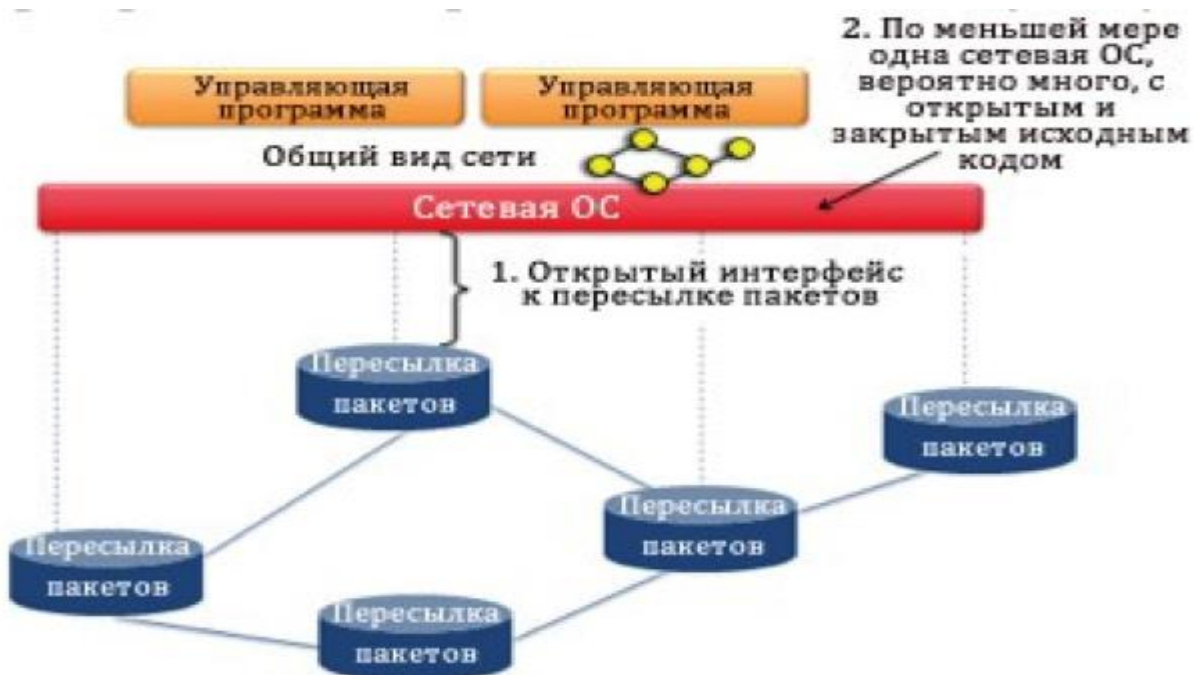 2. По меньшей мере
одна сетевая ОС,
вероятно много, с
открытым и
закрытым исходным
кодом
Управляющая
программа
Управляющая
программа
Общий вид сети
Сетевая ОС
1. Открытый интерфейс
к пересылке пакетов
Пересылка
пакетов
Пересылка
пакетов
Пересылка
пакетов
Пересылка
пакетов
Пересылка
пакетов